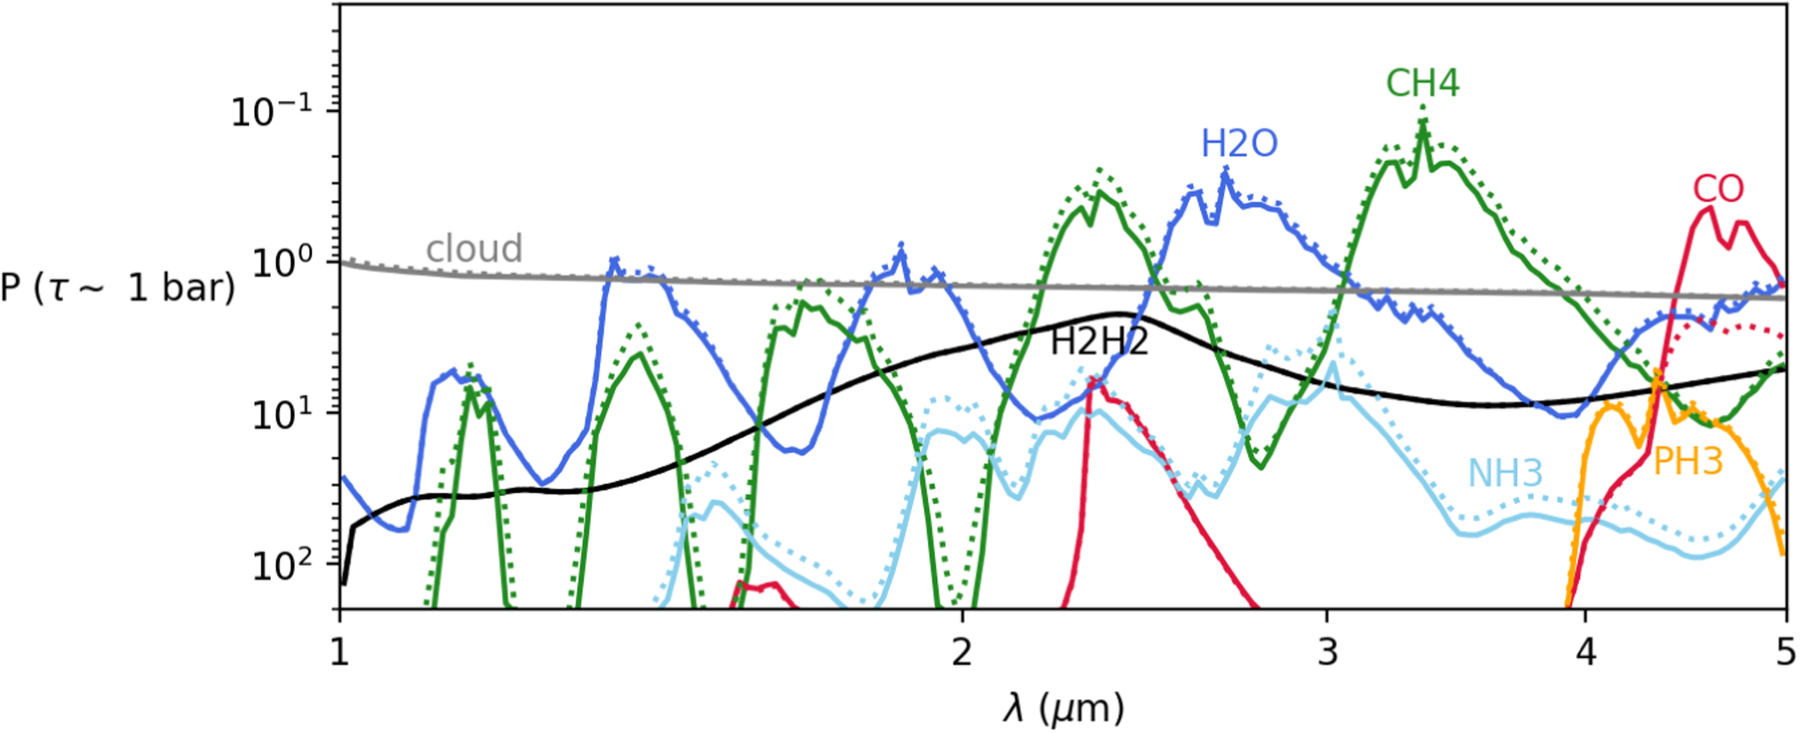 CH4
10⁻¹
H2O
CO
cloud
10⁰
P (τ ~ 1 bar)
H2H2
10¹
PH3
NH3
10²
1 2 3 4 5
λ (μm)